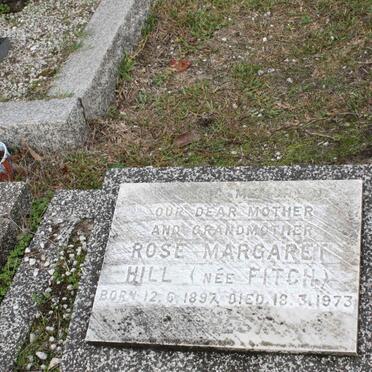 OUR DEAR MOTHER
AND GRANDMOTHER
ROSE MARGARET
HILL (NÉE FITCH)
BORN 12.6.1897. DIED 18.3.1973